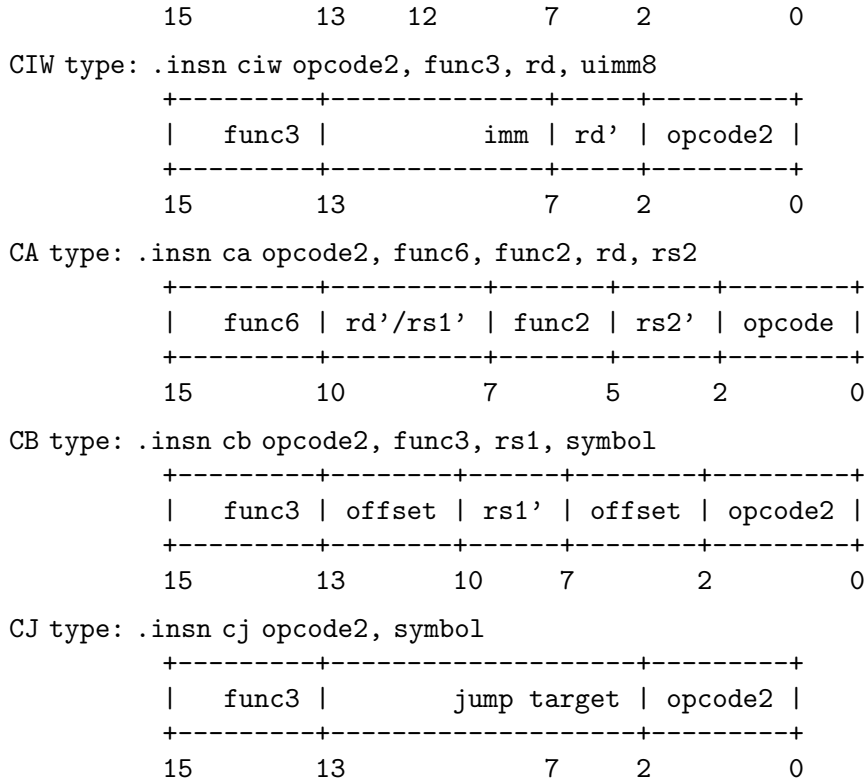 15        13     12        7      2         0
CIW type: .insn ciw opcode2, func3, rd, uimm8
+---------+--------------+-----+---------+
|   func3 |          imm | rd’ | opcode2 |
+---------+--------------+-----+---------+
15        13             7     2         0
CA type: .insn ca opcode2, func6, func2, rd, rs2
+---------+----------+-------+------+--------+
|   func6 | rd’/rs1’ | func2 | rs2’ | opcode |
+---------+----------+-------+------+--------+
15        10         7       5      2        0
CB type: .insn cb opcode2, func3, rs1, symbol
+---------+--------+------+--------+---------+
|   func3 | offset | rs1’ | offset | opcode2 |
+---------+--------+------+--------+---------+
15        13       10     7        2         0
CJ type: .insn cj opcode2, symbol
+---------+--------------------+---------+
|   func3 |        jump target | opcode2 |
+---------+--------------------+---------+
15        13             7     2         0